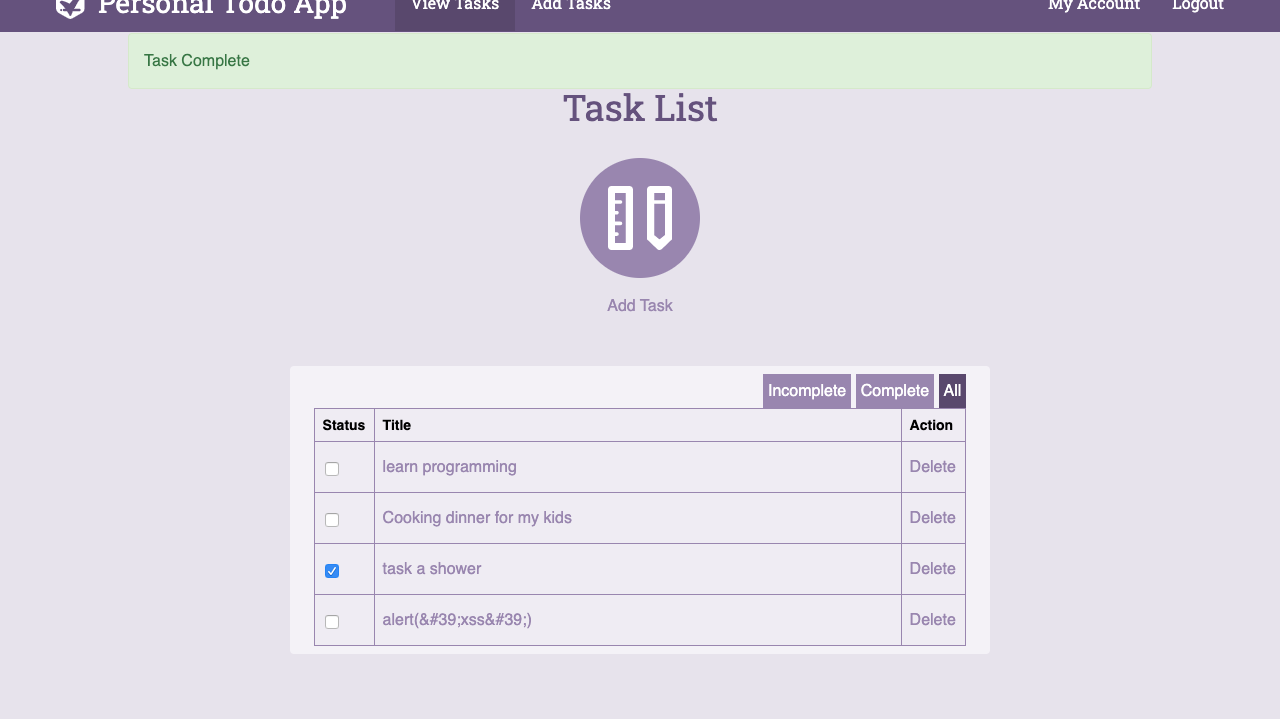 Personal Todo App View Tasks Add Tasks My Account Logout
Task Complete
Task List
Add Task
Incomplete Complete All
Status Title Action
learn programming Delete
Cooking dinner for my kids Delete
task a shower Delete
alert(&#39;xss&#39;) Delete